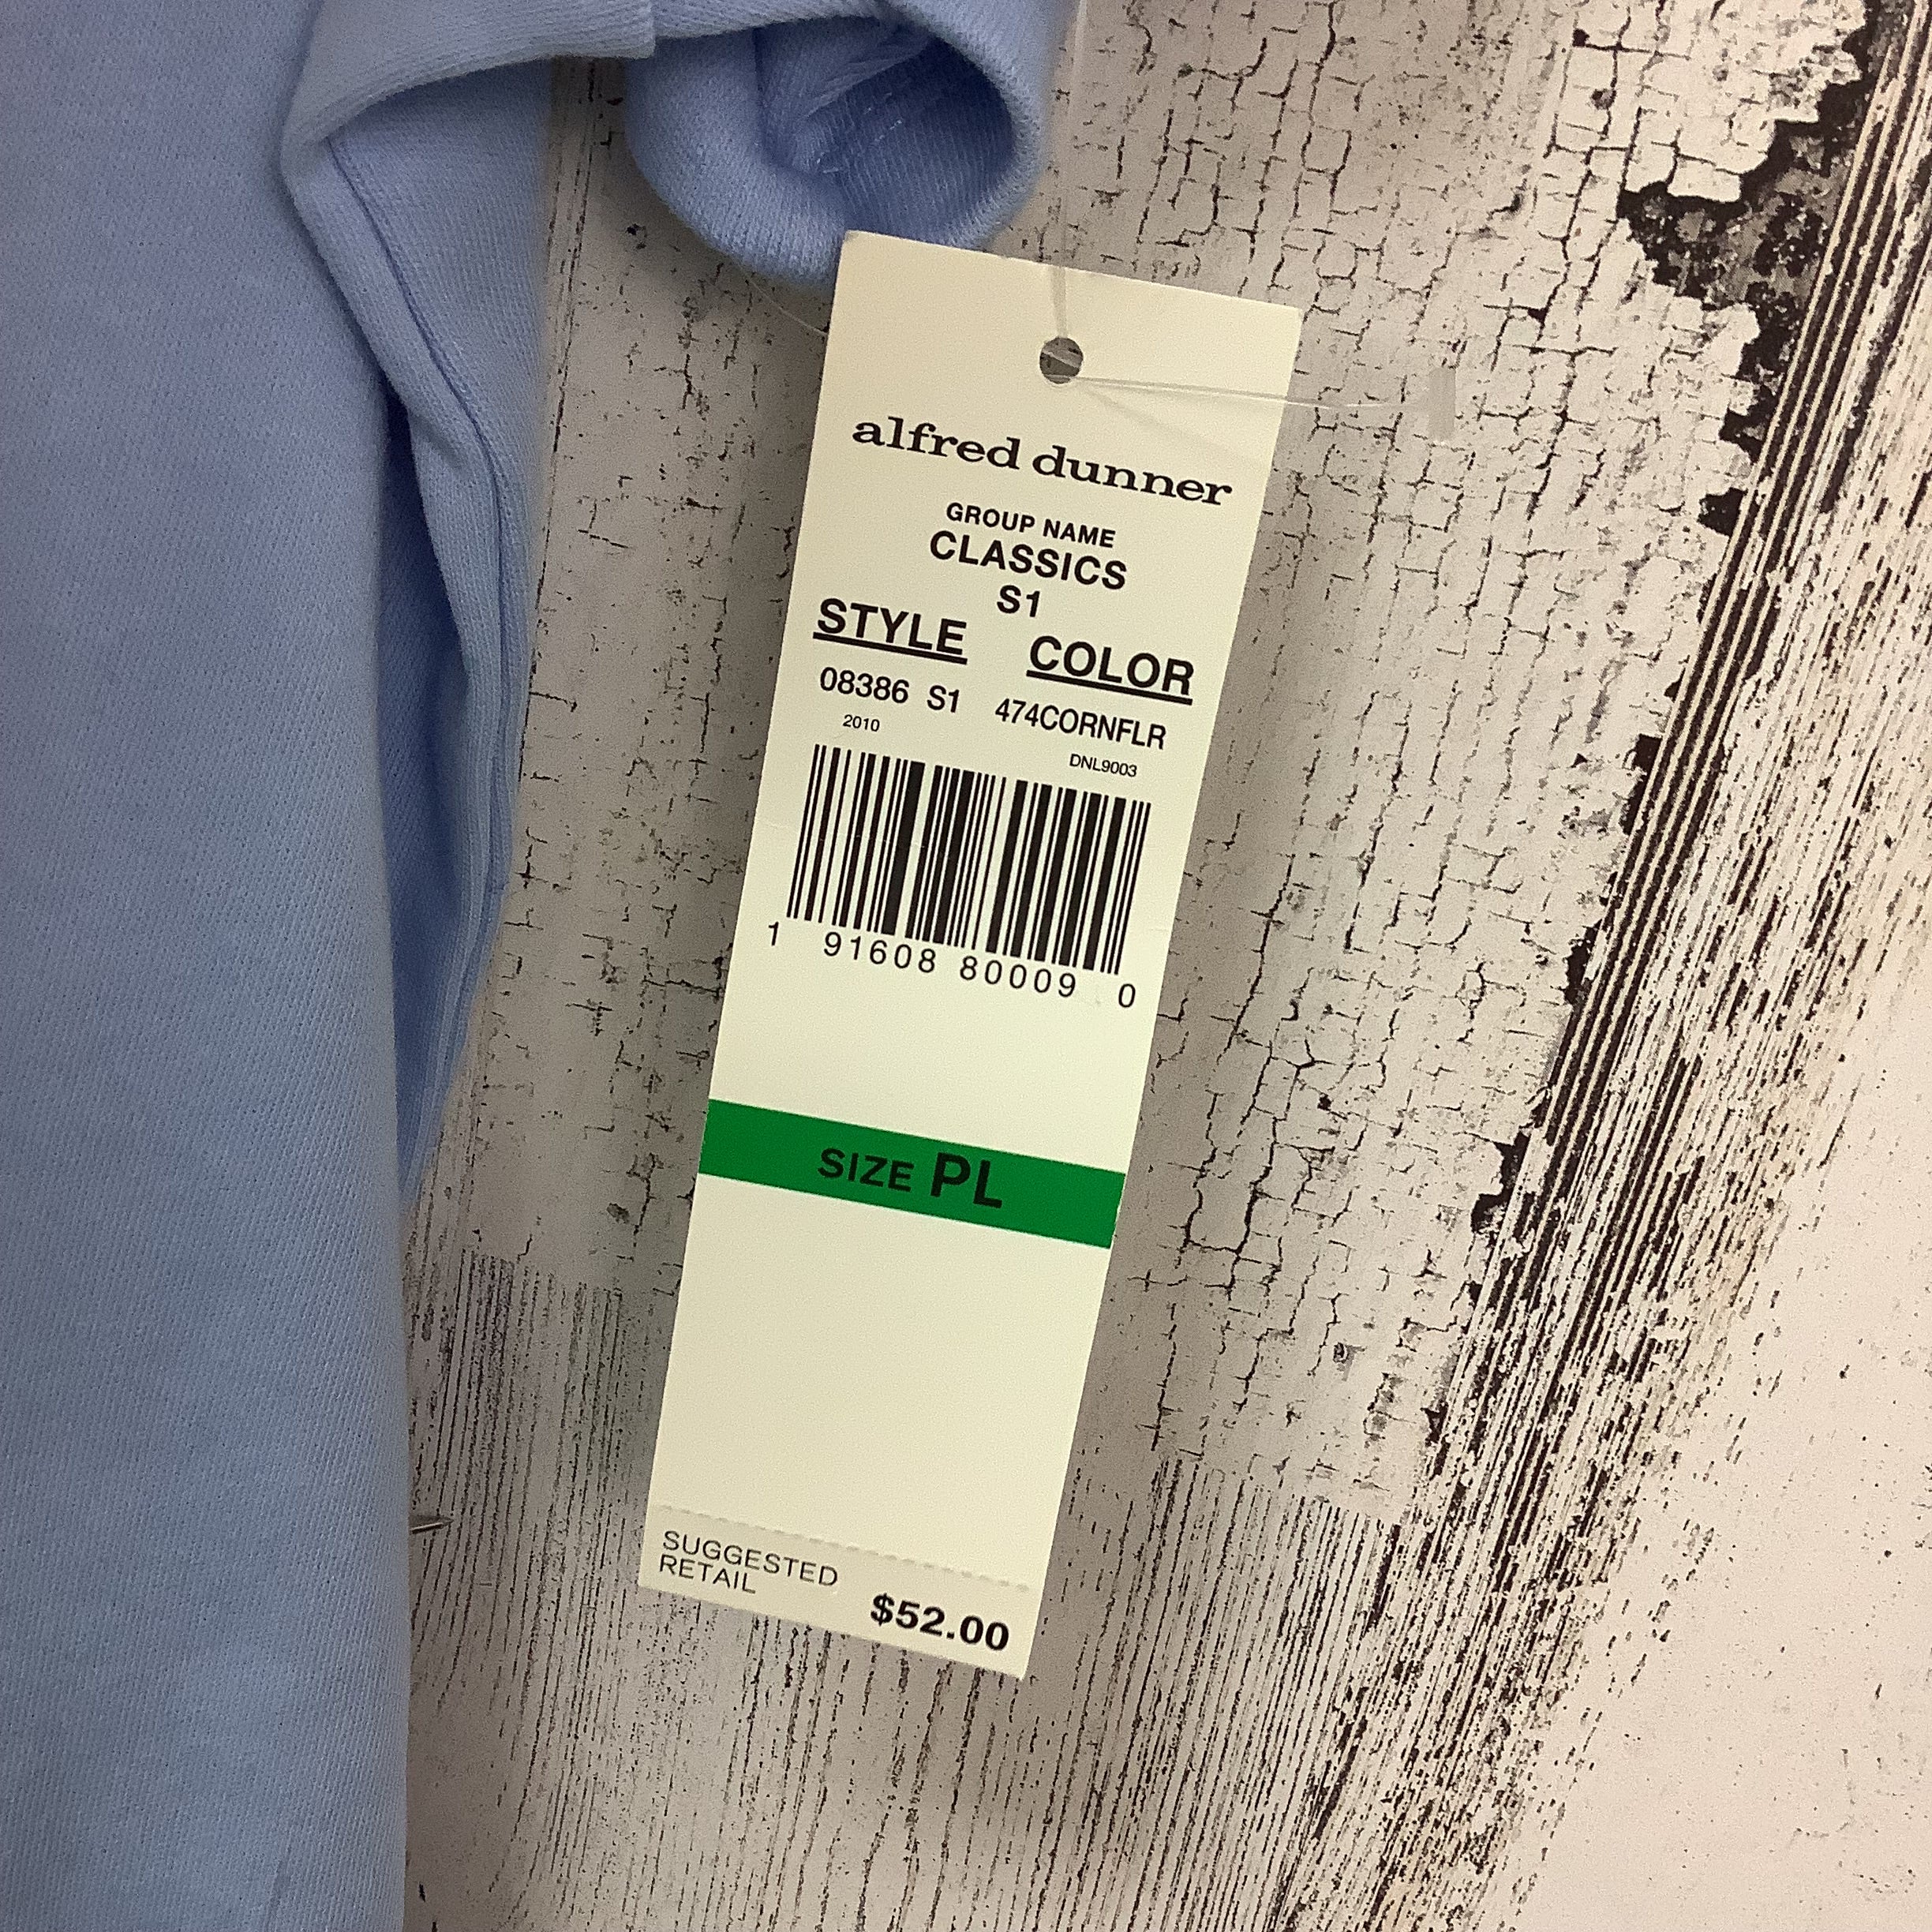 alfred dunner
GROUP NAME
CLASSICS
S1
STYLE COLOR
08386 S1 474CORNFLR
2010 DNL9003
1 91608 80009 0
SIZE PL
SUGGESTED
RETAIL
$52.00